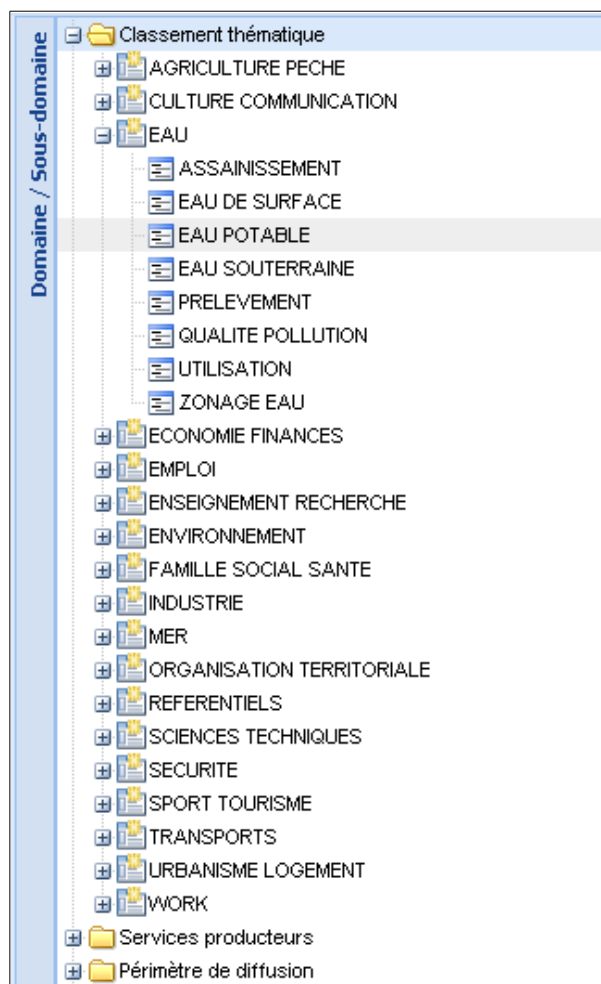 Domaine / Sous-domaine
Classement thématique
AGRICULTURE PECHE
CULTURE COMMUNICATION
EAU
ASSAINISSEMENT
EAU DE SURFACE
EAU POTABLE
EAU SOUTERRAINE
PRELEVEMENT
QUALITE POLLUTION
UTILISATION
ZONAGE EAU
ECONOMIE FINANCES
EMPLOI
ENSEIGNEMENT RECHERCHE
ENVIRONNEMENT
FAMILLE SOCIAL SANTE
INDUSTRIE
MER
ORGANISATION TERRITORIALE
REFERENTIELS
SCIENCES TECHNIQUES
SECURITE
SPORT TOURISME
TRANSPORTS
URBANISME LOGEMENT
WORK
Services producteurs
Périmètre de diffusion